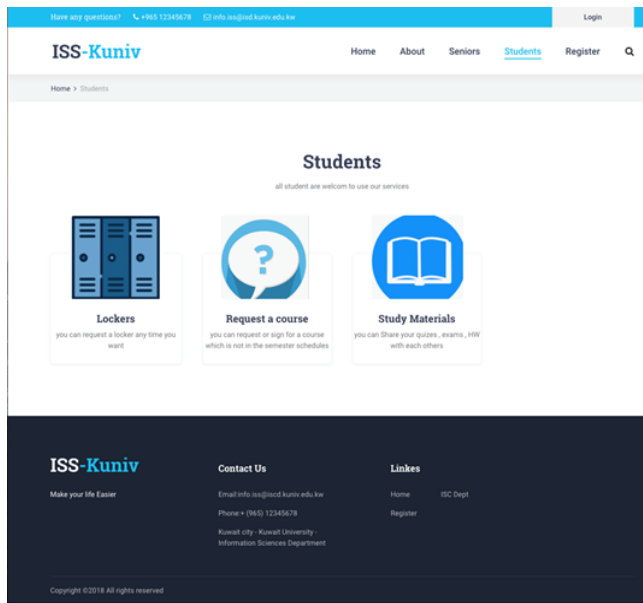 Have any questions? +965 12345678 info.iss@isd.kuniv.edu.kw Login
ISS-Kuniv Home About Seniors Students Register
Home > Students
Students
all student are welcom to use our services
?
Lockers
you can request a locker any time you
want
Request a course
you can request or sign for a course
which is not in the semester schedules
Study Materials
you can Share your quizes , exams , HW
with each others
ISS-Kuniv
Make your life Easier
Contact Us
Email:info.iss@iscd.kuniv.edu.kw
Phone:+ (965) 12345678
Kuwait city - Kuwait University -
Information Sciences Department
Linkes
Home ISC Dept
Register
Copyright ©2018 All rights reserved